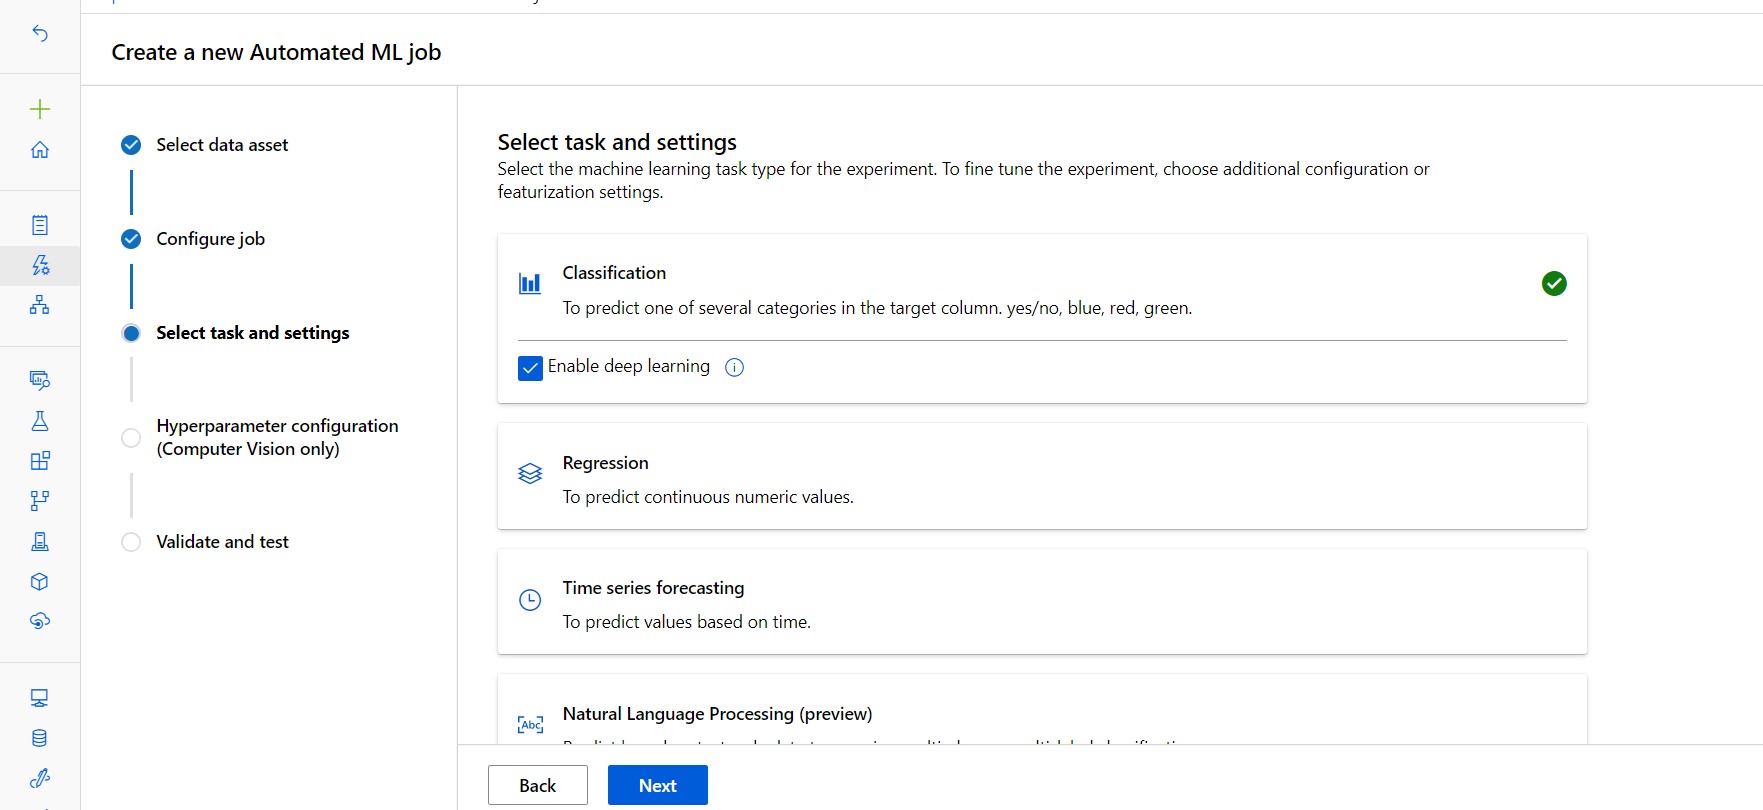 Create a new Automated ML job
Select data asset
Configure job
Select task and settings
Hyperparameter configuration
(Computer Vision only)
Validate and test
Select task and settings
Select the machine learning task type for the experiment. To fine tune the experiment, choose additional configuration or
featurization settings.
Classification
To predict one of several categories in the target column. yes/no, blue, red, green.
Enable deep learning
Regression
To predict continuous numeric values.
Time series forecasting
To predict values based on time.
Abc
Natural Language Processing (preview)
Back
Next